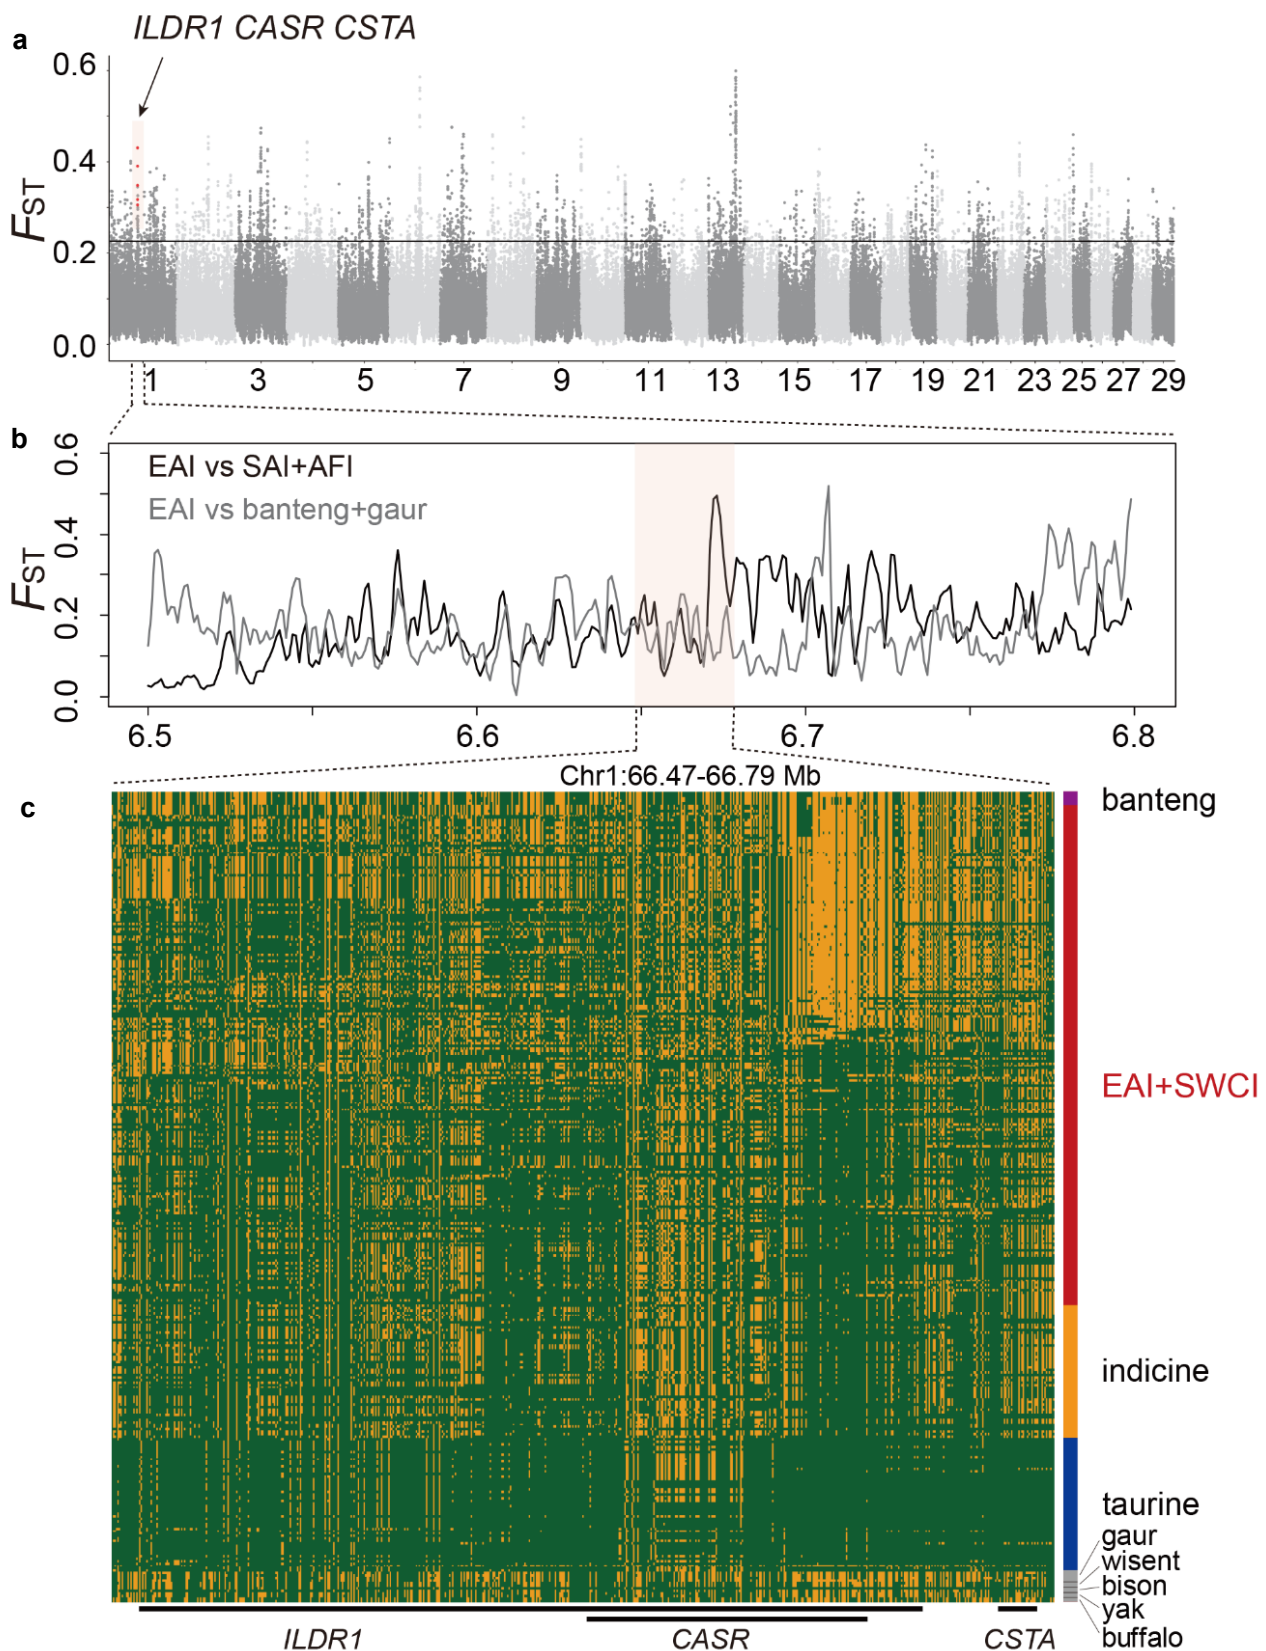 a
ILDR1 CASR CSTA
0.6
0.4
0.2
0.0
FST
1 3 5 7 9 11 13 15 17 19 21 23 25 27 29
b
EAI vs SAI+AFI
EAI vs banteng+gaur
0.6
0.4
0.2
0.0
FST
6.5 6.6 6.7 6.8
Chr1:66.47-66.79 Mb
c
banteng
EAI+SWCI
indicine
taurine
gaur
wisent
bison
yak
buffalo
ILDR1 CASR CSTA